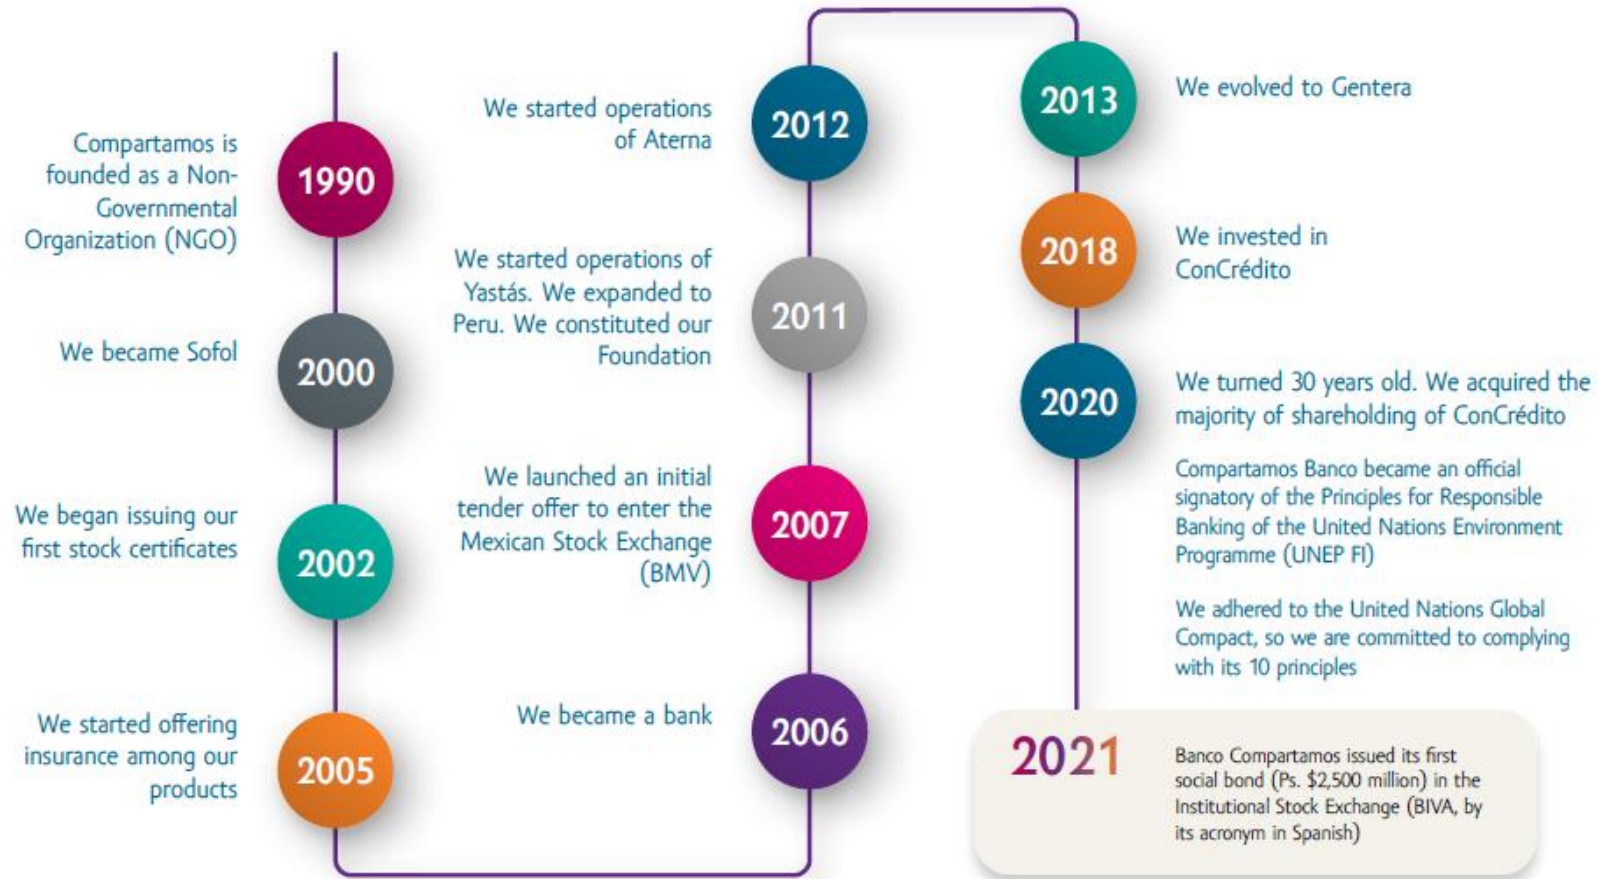 1990
Compartamos is
founded as a Non-
Governmental
Organization (NGO)
2000
We became Sofol
2002
We began issuing our
first stock certificates
2005
We started offering
insurance among our
products
2006
We became a bank
2007
We launched an initial
tender offer to enter the
Mexican Stock Exchange
(BMV)
2011
We started operations of
Yastás. We expanded to
Peru. We constituted our
Foundation
2012
We started operations
of Aterna
2013
We evolved to Gentera
2018
We invested in
ConCrédito
2020
We turned 30 years old. We acquired the
majority of shareholding of ConCrédito
Compartamos Banco became an official
signatory of the Principles for Responsible
Banking of the United Nations Environment
Programme (UNEP FI)
We adhered to the United Nations Global
Compact, so we are committed to complying
with its 10 principles
2021
Banco Compartamos issued its first
social bond (Ps. $2,500 million) in the
Institutional Stock Exchange (BIVA, by
its acronym in Spanish)